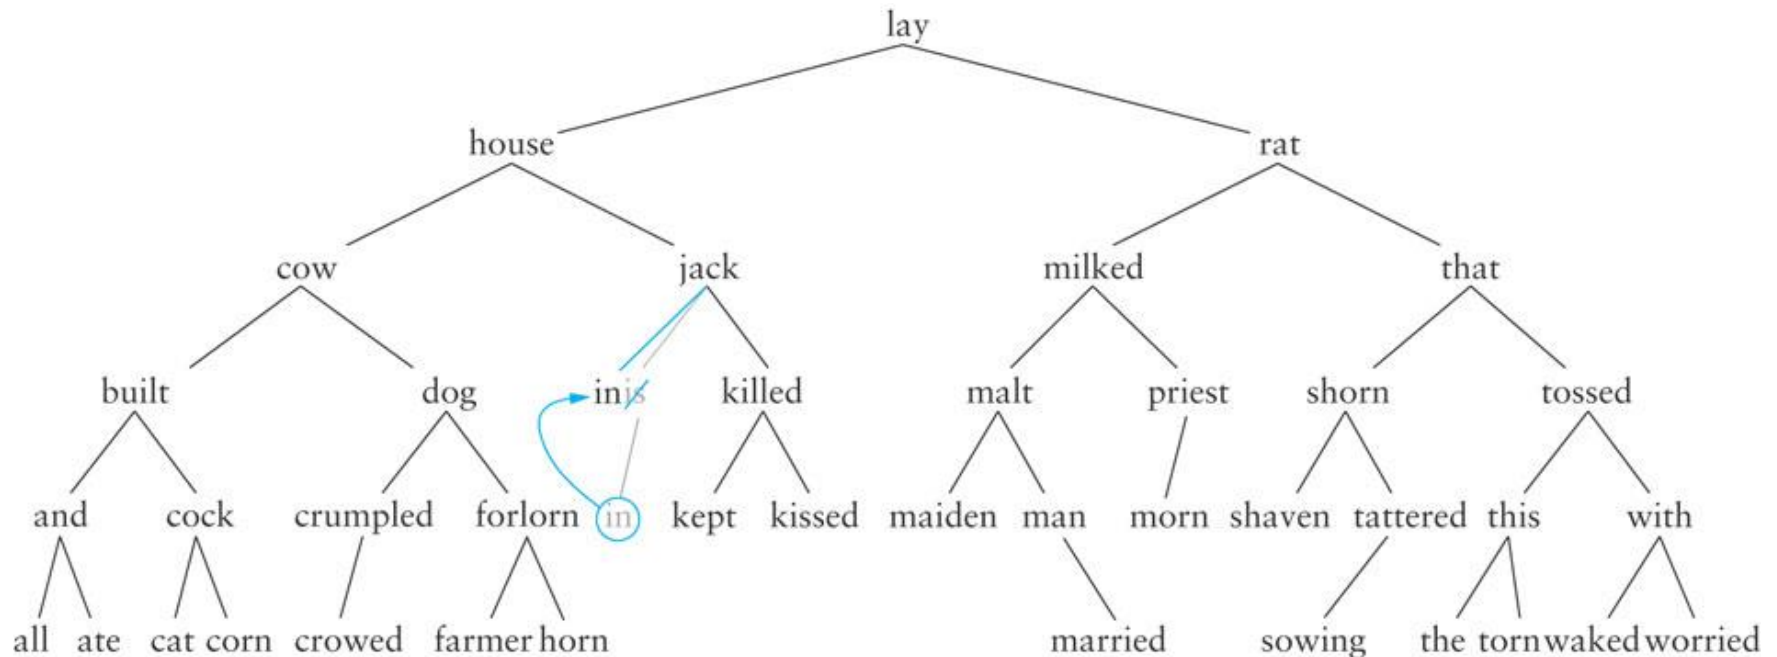 lay
house rat
cow jack milked that
built dog in is killed malt priest shorn tossed
and cock crumpled forlorn in kept kissed maiden man morn shaven tattered this with
all ate cat corn crowed farmer horn married sowing the torn waked worried